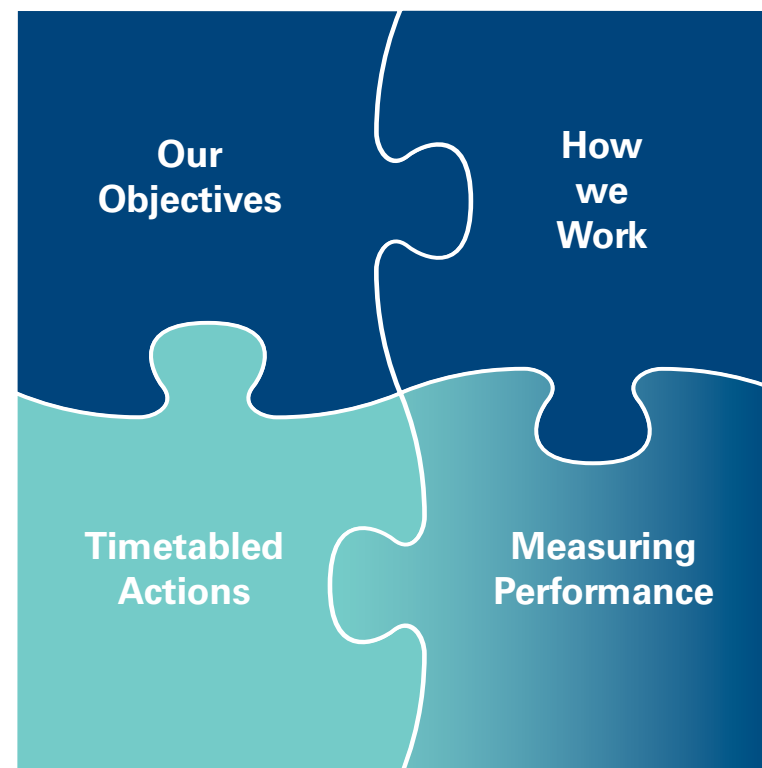 Our
Objectives
How
we
Work
Timetabled
Actions
Measuring
Performance